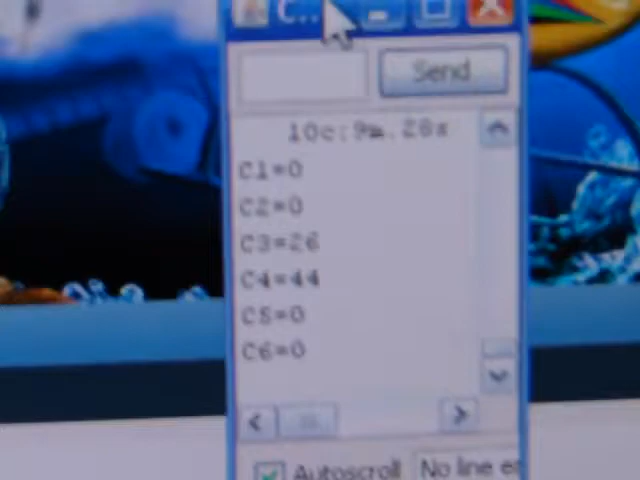 C..
Send
10c:9m.28s
C1=0
C2=0
C3=26
C4=44
C5=0
C6=0
Autoscroll
No line